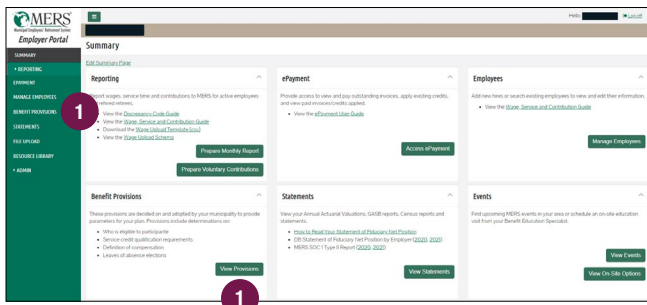 MERS
Municipal Employees' Retirement System
Employer Portal
SUMMARY
REPORTING
EPAYMENT
MANAGE EMPLOYEES
BENEFIT PROVISIONS
STATEMENTS
FILE UPLOAD
RESOURCE LIBRARY
ADMIN
1
Hello
Log off
Summary
Edit Summary Page
Reporting
Report wages, service time and contributions to MERS for active employees
rehired retirees.
View the Discrepancy Code Guide
View the Wage, Service and Contribution Guide
Download the Wage Upload Template (csv)
View the Wage Upload Schema
Prepare Monthly Report
Prepare Voluntary Contributions
ePayment
Provide access to view and pay outstanding invoices, apply existing credits,
and view paid invoices/credits applied.
View the ePayment User Guide
Access ePayment
Employees
Add new hires or search existing employees to view and edit their information.
View the Wage, Service and Contribution Guide
Manage Employees
Benefit Provisions
These provisions are decided on and adopted by your municipality to provide
parameters for your plan. Provisions include determinations on:
Who is eligible to participate
Service credit qualification requirements
Definition of compensation
Leaves of absence elections
View Provisions
1
Statements
View your Annual Actuarial Valuations, GASB reports, Census reports and
statements.
How to Read Your Statement of Fiduciary Net Position
DB Statement of Fiduciary Net Position by Employer (2020, 2021)
MERS SOC 1 Type II Report (2020, 2021)
View Statements
Events
Find upcoming MERS events in your area or schedule an on-site education
visit from your Benefit Education Specialist.
View Events
View On-Site Options